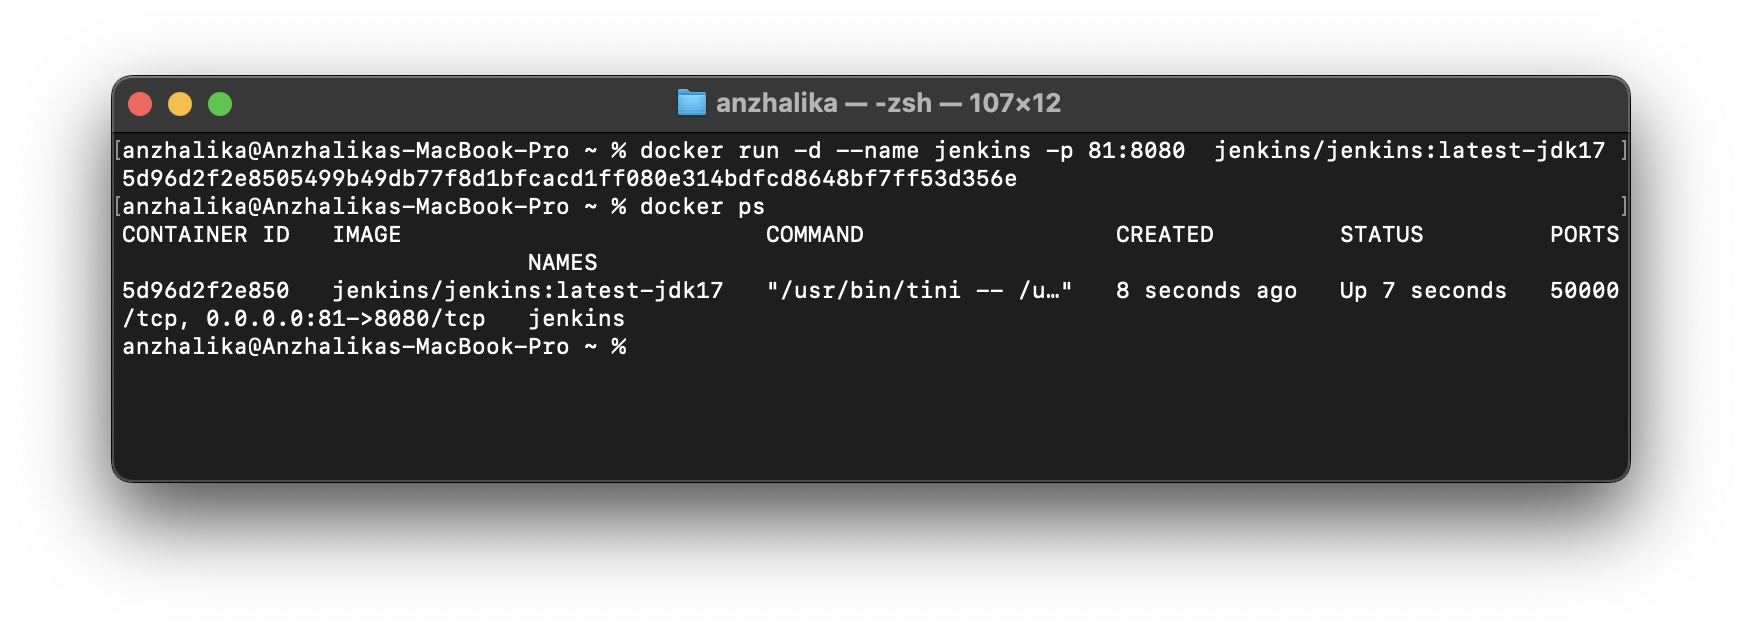 anzhalika — -zsh — 107×12
[anzhalika@Anzhalikas-MacBook-Pro ~ % docker run -d --name jenkins -p 81:8080  jenkins/jenkins:latest-jdk17 ]
5d96d2f2e8505499b49db77f8d1bfcacd1ff080e314bdfcd8648bf7ff53d356e
[anzhalika@Anzhalikas-MacBook-Pro ~ % docker ps ]
CONTAINER ID   IMAGE                          COMMAND                  CREATED         STATUS         PORTS
NAMES
5d96d2f2e850   jenkins/jenkins:latest-jdk17   "/usr/bin/tini -- /u…"   8 seconds ago   Up 7 seconds   50000
/tcp, 0.0.0.0:81->8080/tcp   jenkins
anzhalika@Anzhalikas-MacBook-Pro ~ %